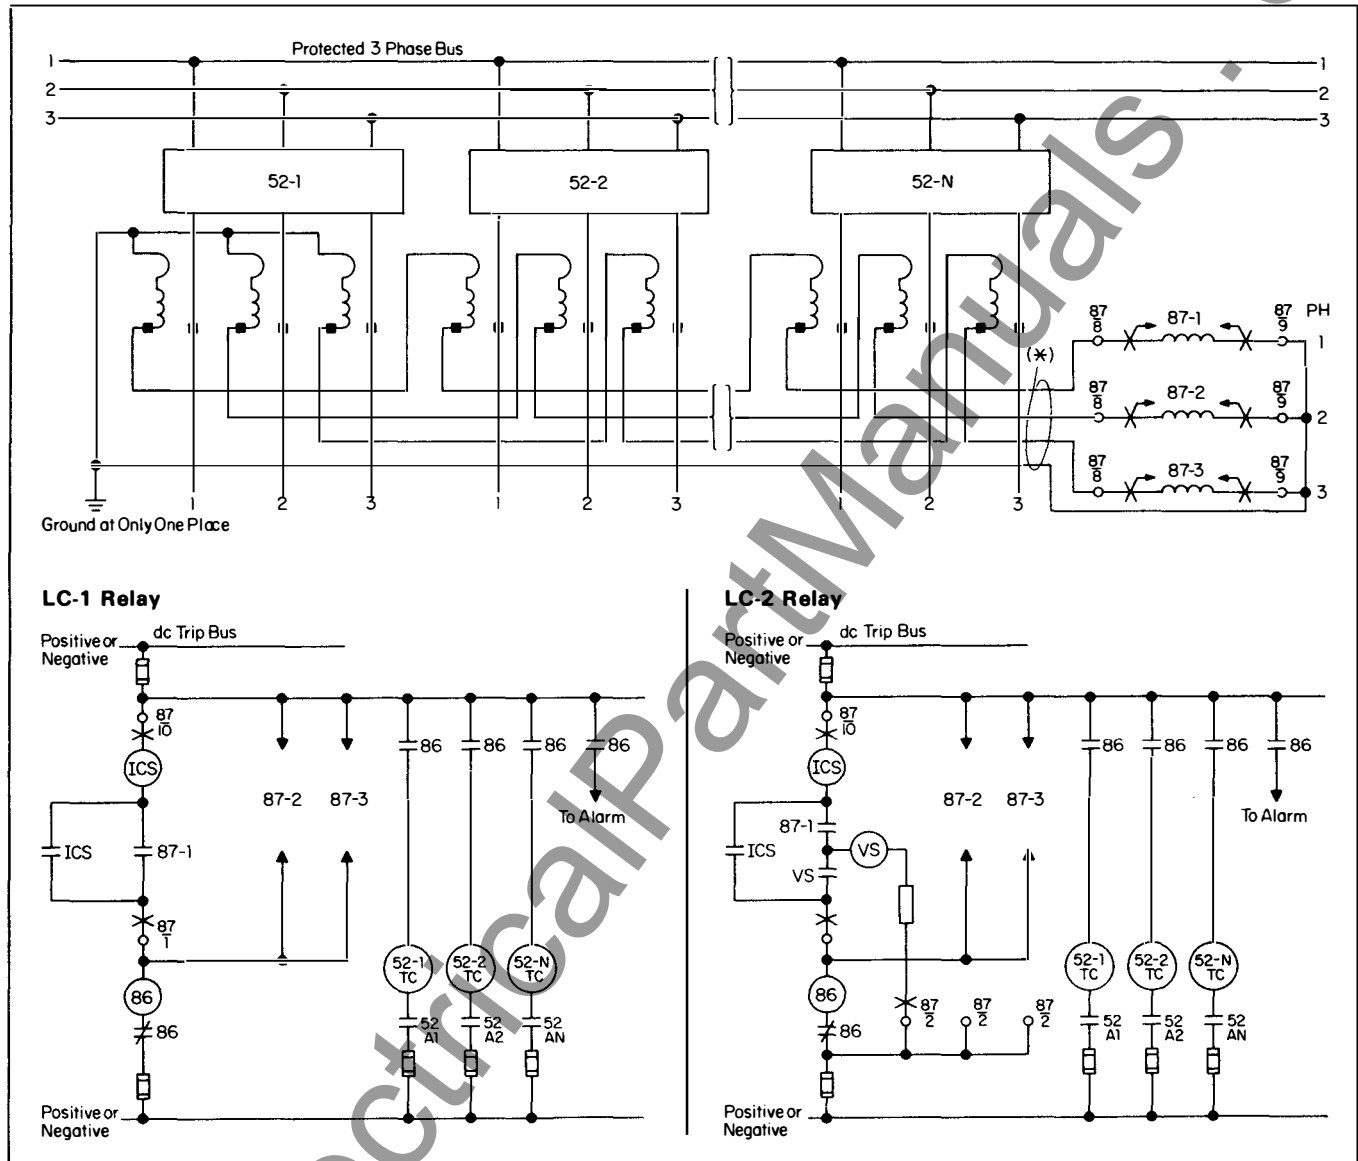 Protected 3 Phase Bus
1 1
2 2
3 3
52-1 52-2 52-N
(*)
87 8 87-1 87 9 PH 1
87 8 87-2 87 9 2
87 8 87-3 87 9 3
1 2 3 1 2 3 1 2 3
Ground at Only One Place
LC-1 Relay
Positive or Negative
dc Trip Bus
87 10
86 86 86 86
ICS
87-2 87-3
To Alarm
ICS 87-1
87 1
52-1 TC 52-2 TC 52-N TC
86
86
52 A1 52 A2 52 AN
Positive or Negative
LC-2 Relay
Positive or Negative
dc Trip Bus
87 10
86 86 86 86
ICS
87-2 87-3
To Alarm
87-1
ICS VS VS
52-1 TC 52-2 TC 52-N TC
86
86
87 2 87 2 87 2
52 A1 52 A2 52 AN
Positive or Negative
ctricalPartManuals .